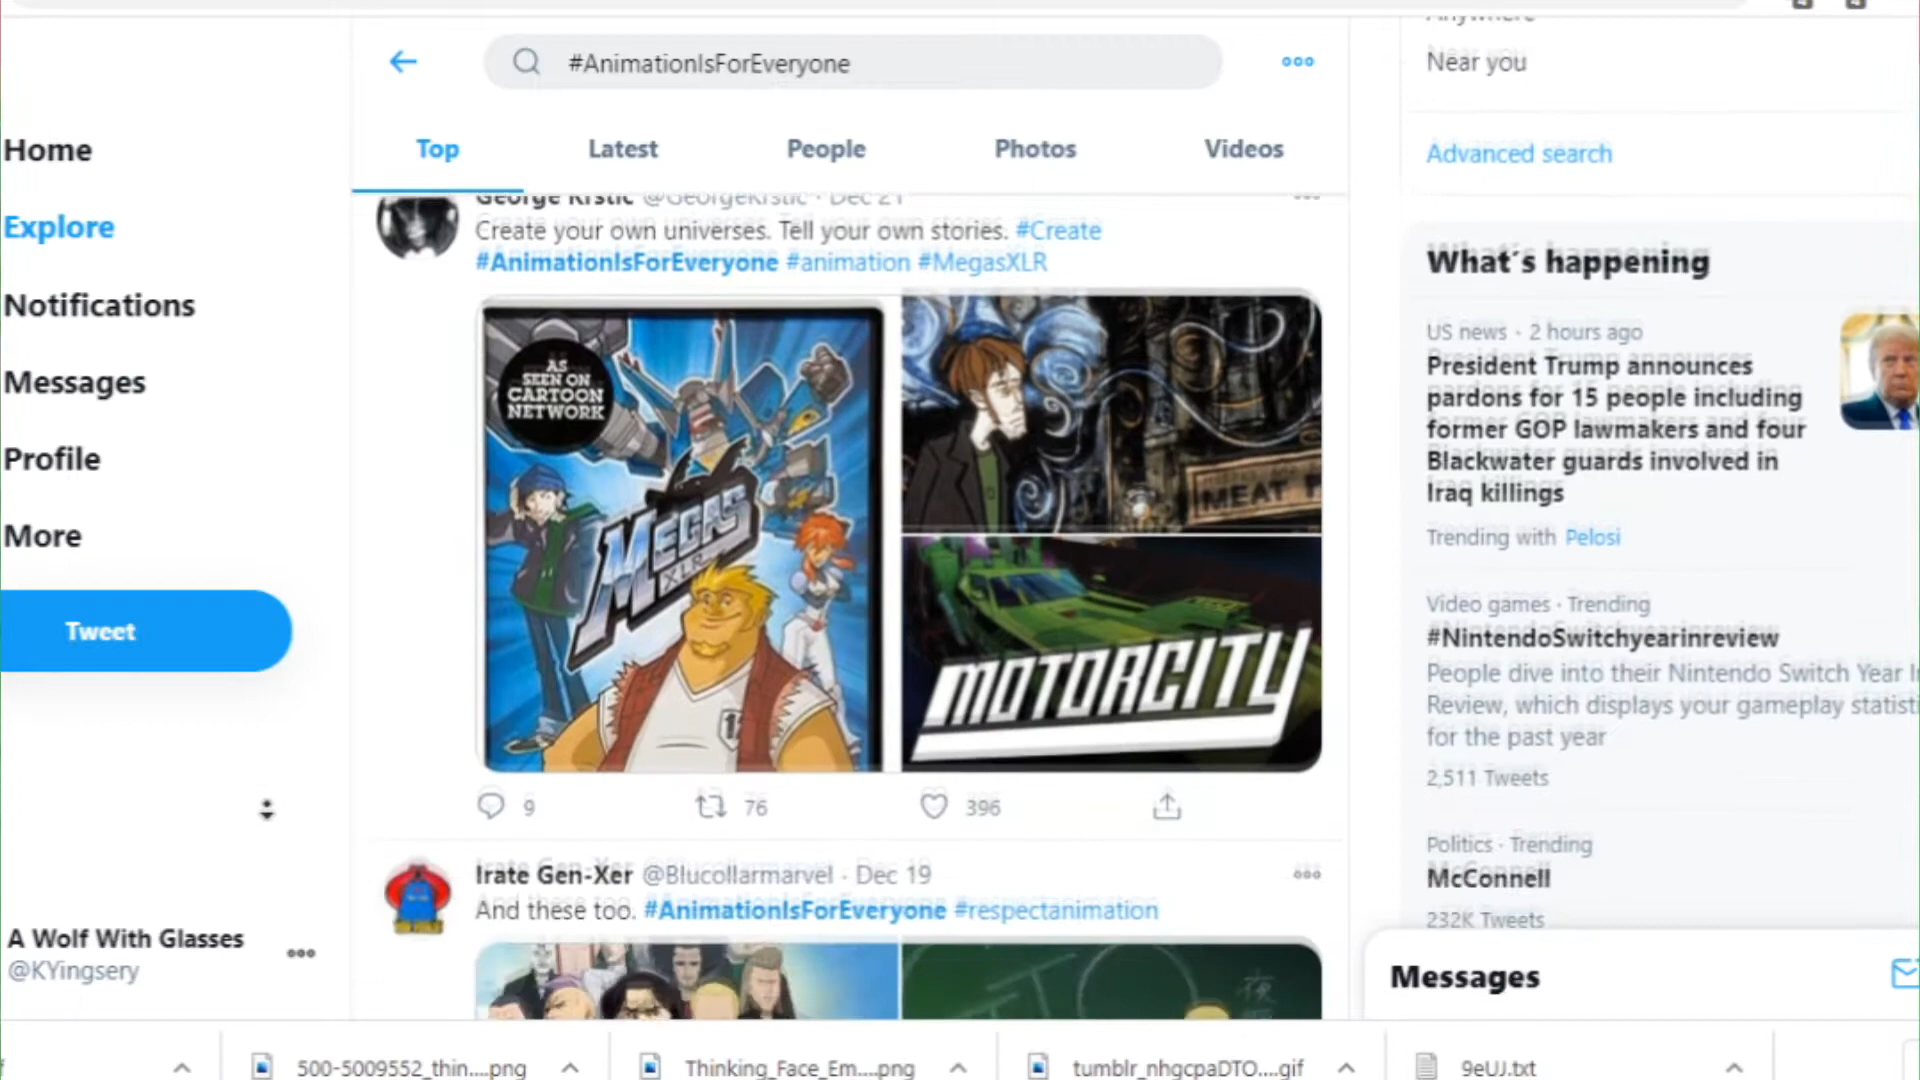 Near you
#AnimationIsForEveryone
Home
Top
Latest
People
Photos
Videos
Advanced search
George Krstic @GeorgeKrstic · Dec 21
Create your own universes. Tell your own stories. #Create
#AnimationIsForEveryone #animation #MegasXLR
Explore
What's happening
Notifications
US news · 2 hours ago
President Trump announces
pardons for 15 people including
former GOP lawmakers and four
Blackwater guards involved in
Iraq killings
Trending with Pelosi
AS
SEEN ON
CARTOON
NETWORK
MEAT
MEGAS
XLR
MOTORCITY
Messages
Profile
More
Tweet
Video games · Trending
#NintendoSwitchyearinreview
People dive into their Nintendo Switch Year
Review, which displays your gameplay
for the past year
2,511 Tweets
9
76
396
Politics · Trending
McConnell
232K Tweets
Irate Gen-Xer @Blucollarmarvel · Dec 19
And these too. #AnimationIsForEveryone #respectanimation
A Wolf With Glasses
@KYingsery
Messages
500-5009552_thin....png
Thinking_Face_Em....png
tumblr_nhgcpaDTO....gif
9eUJ.txt